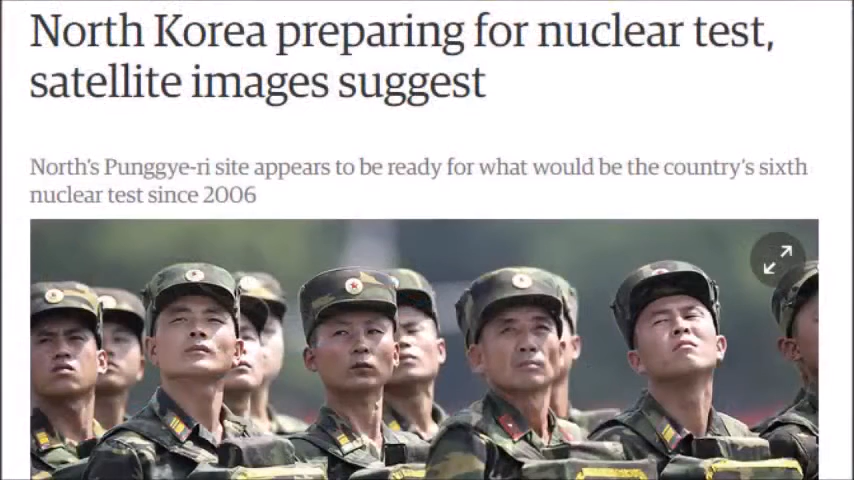 North Korea preparing for nuclear test,
satellite images suggest
North's Punggye-ri site appears to be ready for what would be the country's sixth
nuclear test since 2006